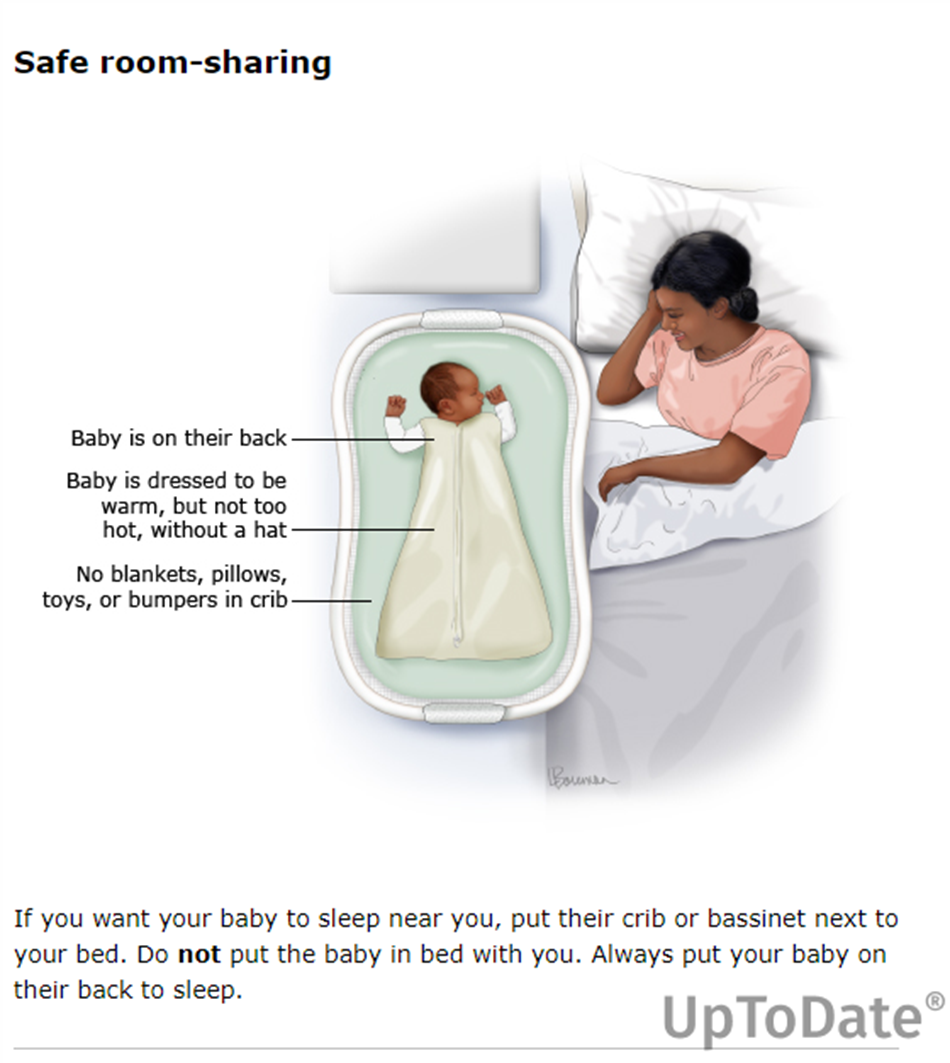 Safe room-sharing
Baby is on their back
Baby is dressed to be
warm, but not too
hot, without a hat
No blankets, pillows,
toys, or bumpers in crib
LBowman
If you want your baby to sleep near you, put their crib or bassinet next to
your bed. Do not put the baby in bed with you. Always put your baby on
their back to sleep.
UpToDate®